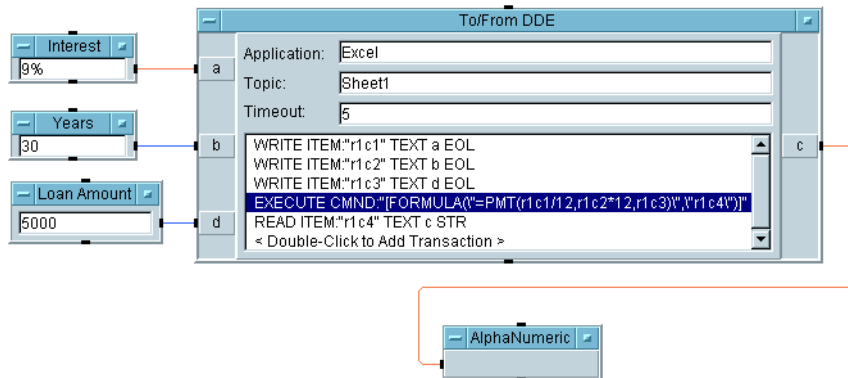 To/From DDE
Interest
9%
a
Application: Excel
Topic: Sheet1
Timeout: 5
Years
30
b
WRITE ITEM:"r1c1" TEXT a EOL
WRITE ITEM:"r1c2" TEXT b EOL
WRITE ITEM:"r1c3" TEXT d EOL
EXECUTE CMND:"[FORMULA(\"=PMT(r1c1/12,r1c2*12,r1c3)\",\"r1c4\")]"
READ ITEM:"r1c4" TEXT c STR
< Double-Click to Add Transaction >
c
Loan Amount
5000
d
AlphaNumeric